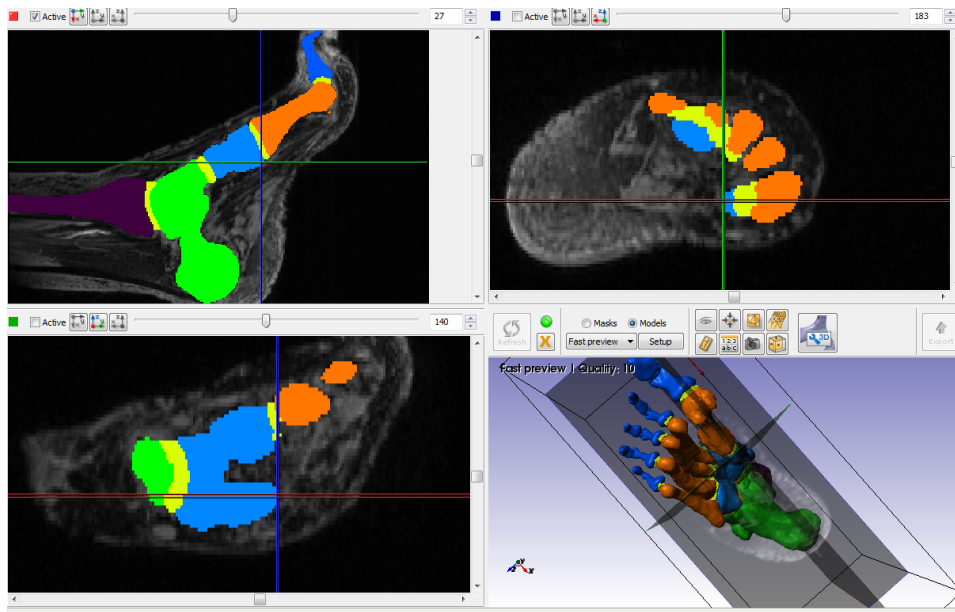 Active
27
Active
183
Active
140
Refresh
Masks
Models
Fast preview
Setup
3D
Export
Fast preview | Quality: 10